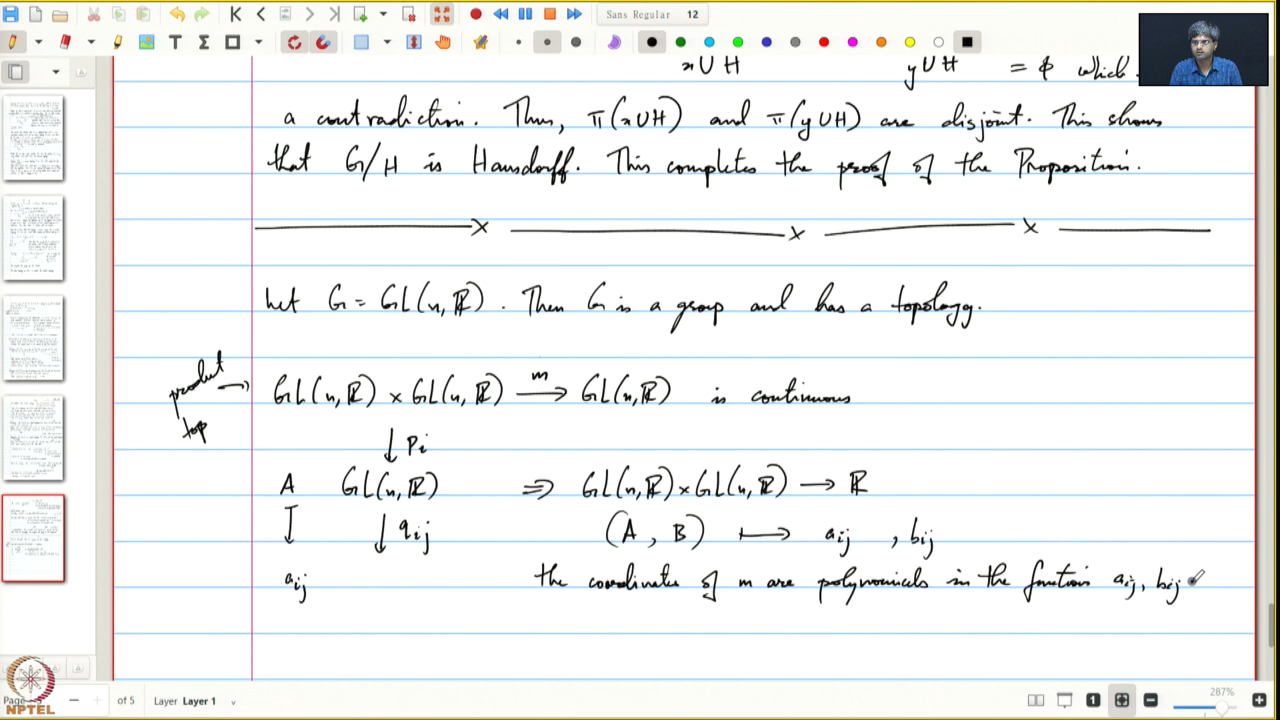 Sans Regular 12
xUH yUH = φ which
a contradiction. Thus, π(xUH) and π(yUH) are disjoint. This shows
that G/H is Hausdorff. This completes the proof of the Proposition.
Let G = GL(n,ℝ). Then G is a group and has a topology.
product top →
GL(n,ℝ) × GL(n,ℝ) →m GL(n,ℝ) is continuous
↓ Pi
A GL(n,ℝ) ⇒ GL(n,ℝ) × GL(n,ℝ) → ℝ
↓ qij (A, B) ↦ aij, bij
aij the coordinates of m are polynomials in the function aij, bij
Page of 5 Layer Layer 1 1 287%
NPTEL